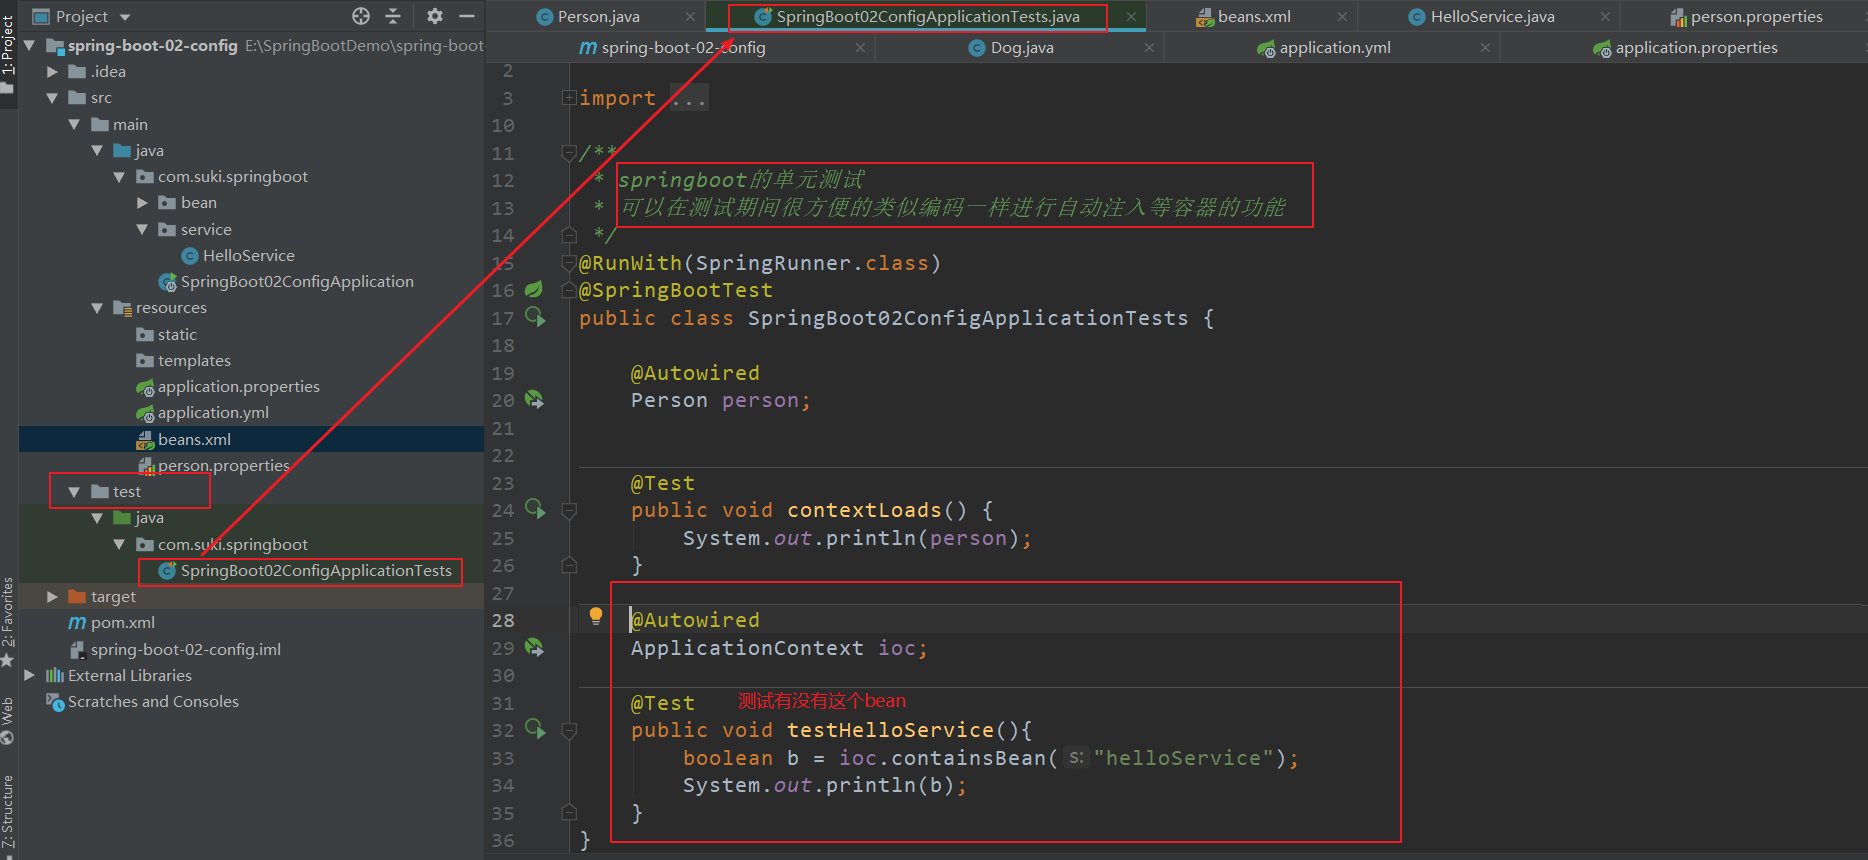 Project
Person.java
SpringBoot02ConfigApplicationTests.java
beans.xml
HelloService.java
person.properties
spring-boot-02-config
Dog.java
application.yml
application.properties
1: Project
2: Favorites
Web
7: Structure
spring-boot-02-config E:\SpringBootDemo\spring-boot
.idea
src
main
java
com.suki.springboot
bean
service
HelloService
SpringBoot02ConfigApplication
resources
static
templates
application.properties
application.yml
beans.xml
person.properties
test
java
com.suki.springboot
SpringBoot02ConfigApplicationTests
target
pom.xml
spring-boot-02-config.iml
External Libraries
Scratches and Consoles
2
3 import ...
10
11 /**
12 * springboot的单元测试
13 * 可以在测试期间很方便的类似编码一样进行自动注入等容器的功能
14 */
15 @RunWith(SpringRunner.class)
16 @SpringBootTest
17 public class SpringBoot02ConfigApplicationTests {
18
19 @Autowired
20 Person person;
21
22
23 @Test
24 public void contextLoads() {
25 System.out.println(person);
26 }
27
28 @Autowired
29 ApplicationContext ioc;
30
31 @Test 测试有没有这个bean
32 public void testHelloService(){
33 boolean b = ioc.containsBean( s: "helloService");
34 System.out.println(b);
35 }
36 }